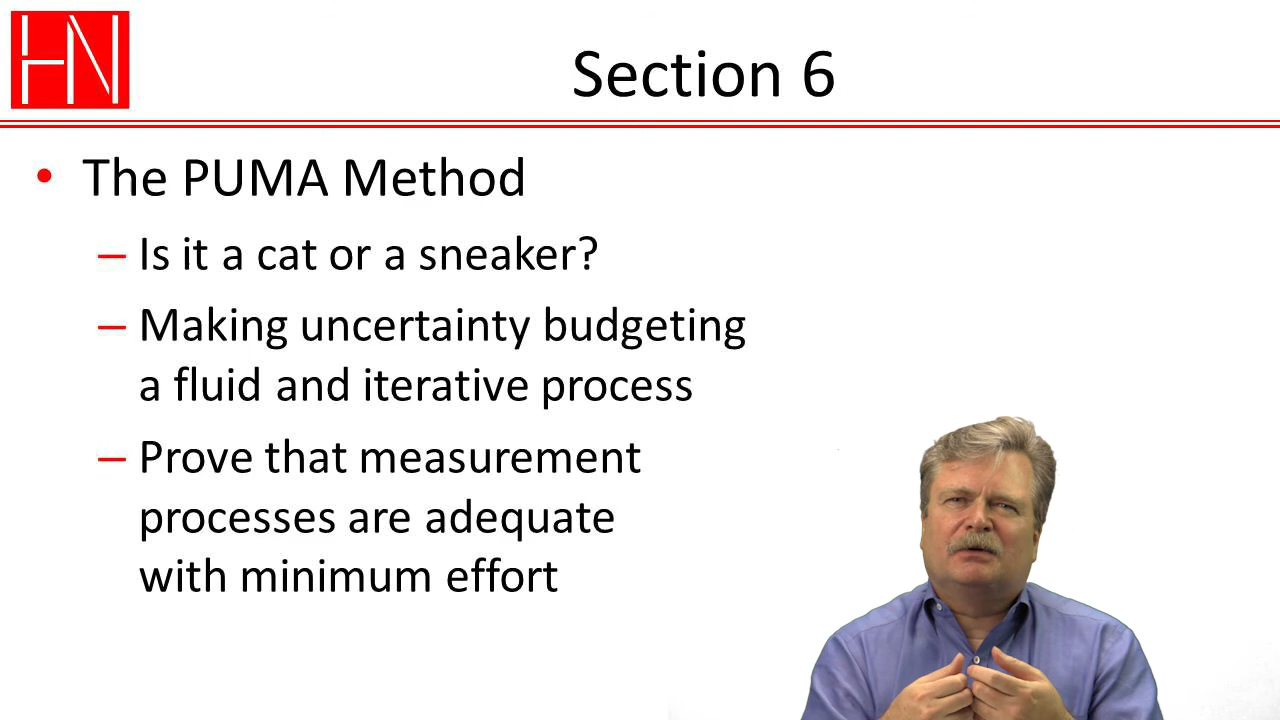 HN
Section 6
• The PUMA Method
– Is it a cat or a sneaker?
– Making uncertainty budgeting
a fluid and iterative process
– Prove that measurement
processes are adequate
with minimum effort